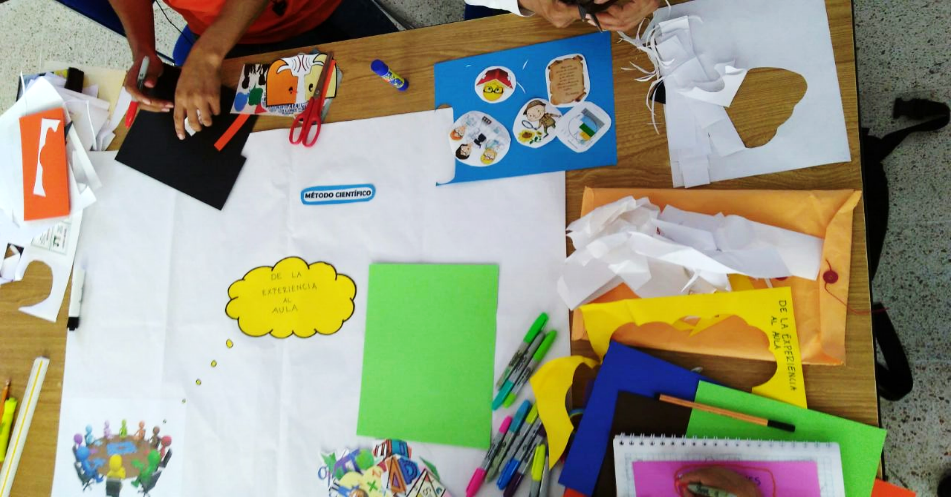 MÉTODO CIENTÍFICO
DE LA
EXPERIENCIA
AL
AULA
DE LA EXPERIENCIA
AL AULA